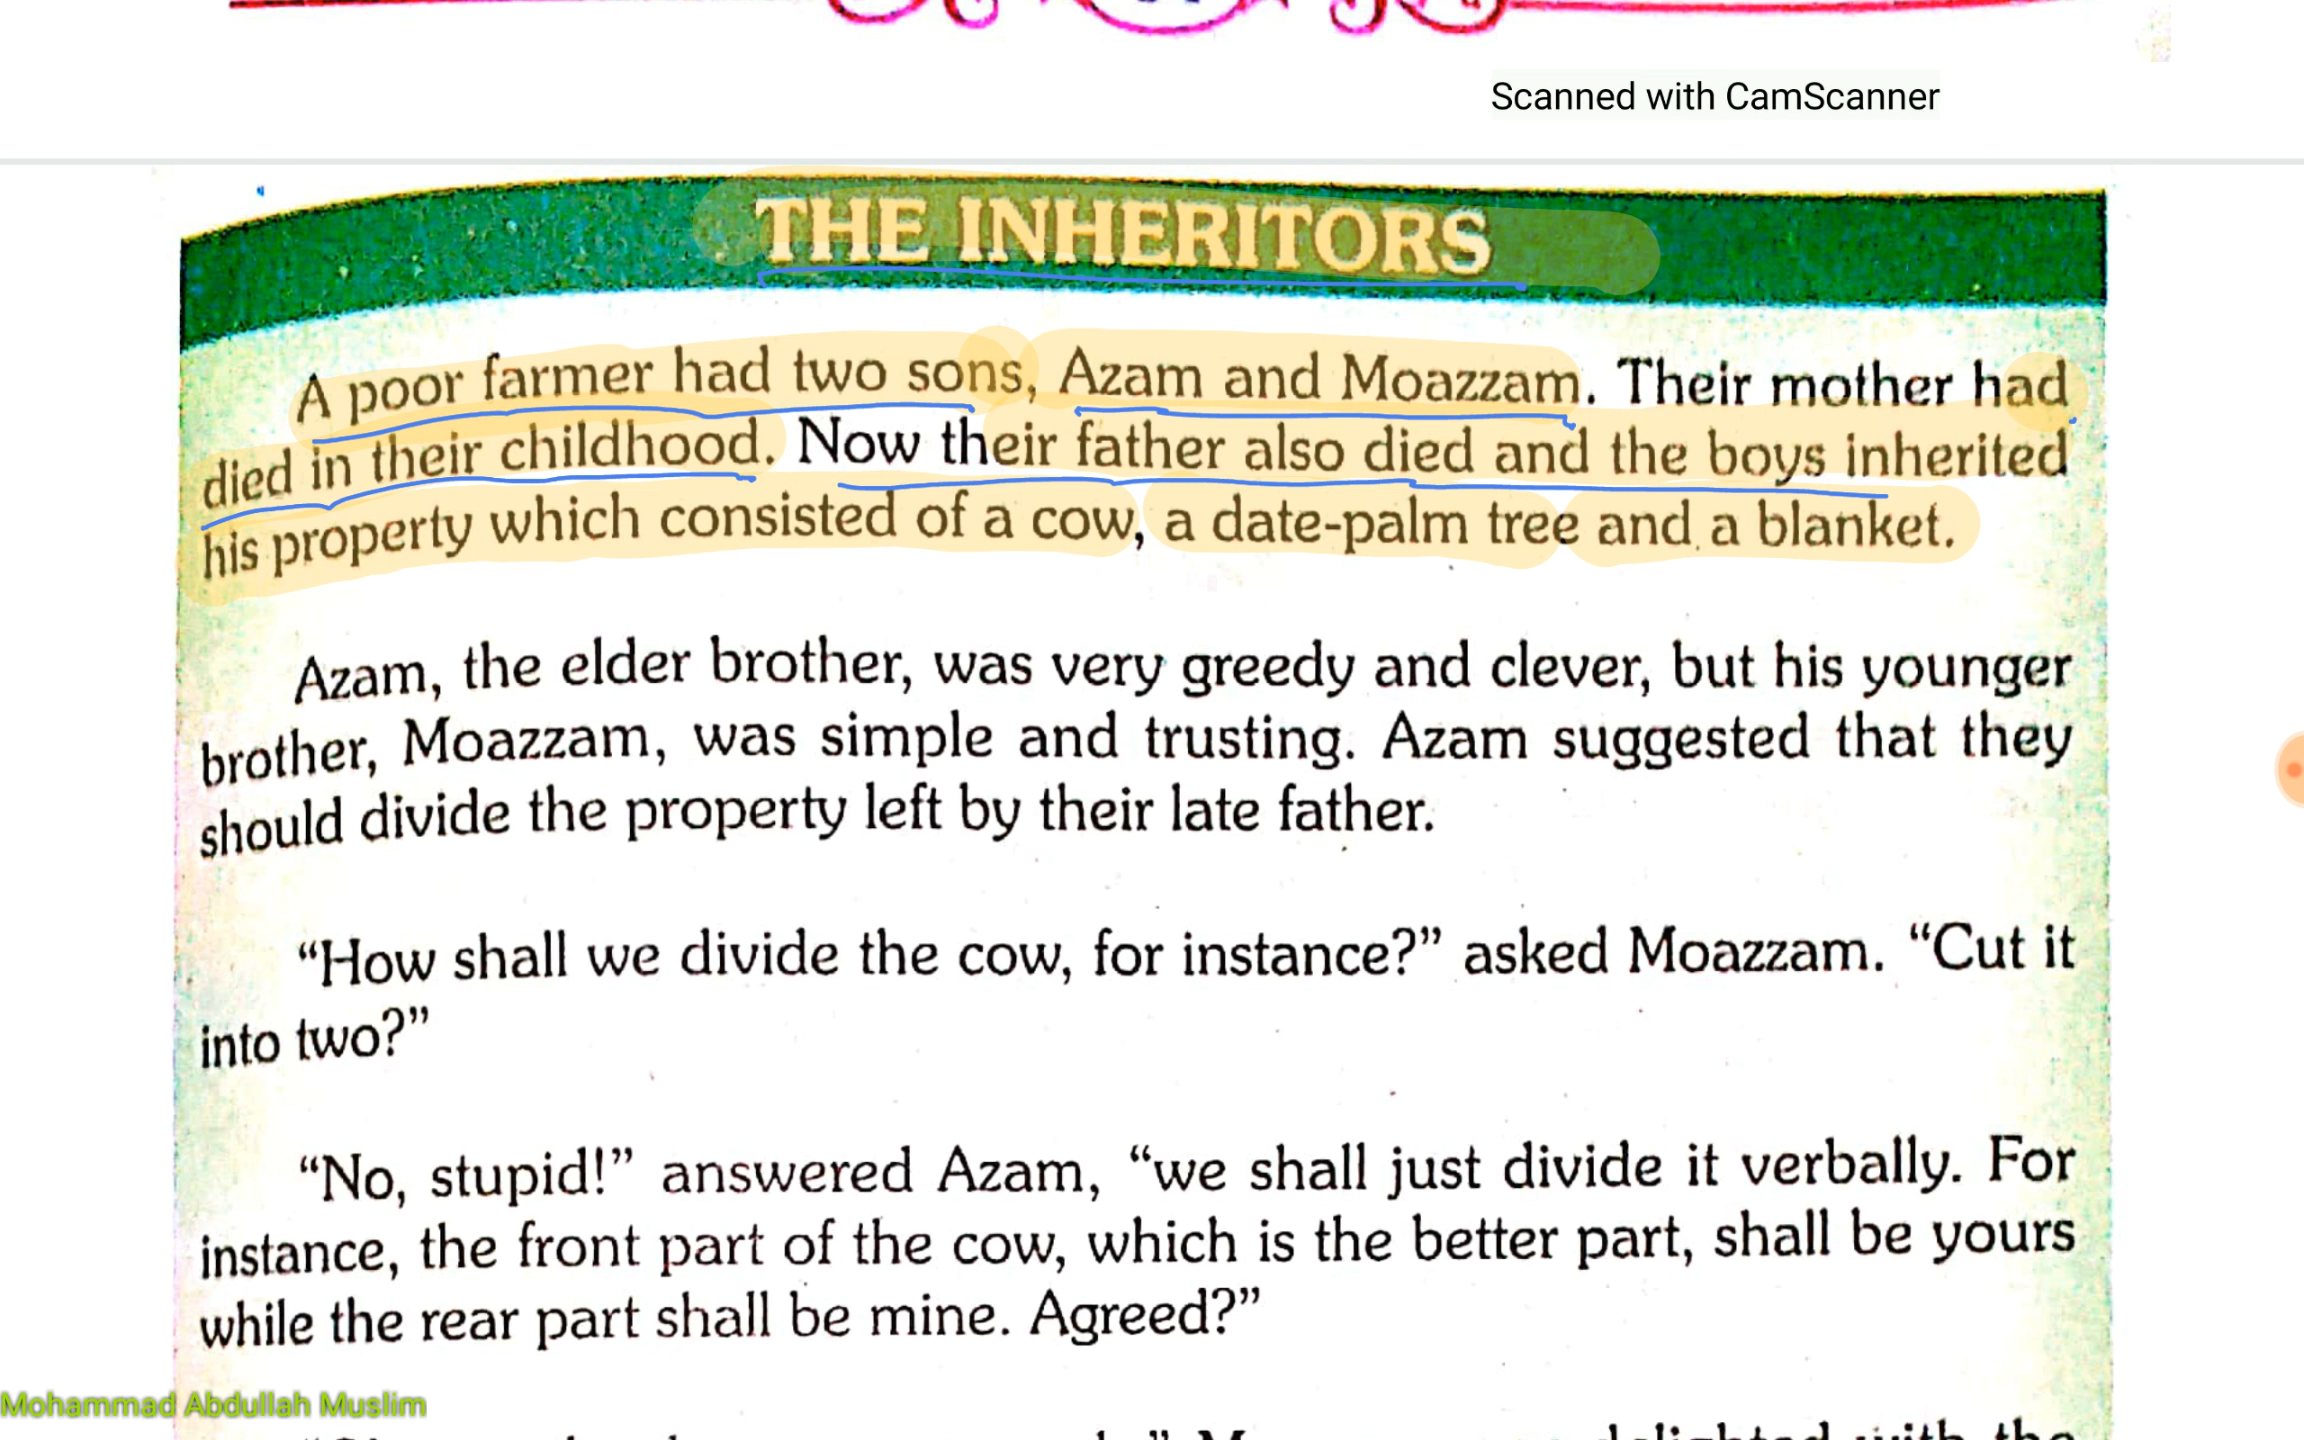 Scanned with CamScanner
THE INHERITORS
A poor farmer had two sons, Azam and Moazzam. Their mother had
died in their childhood. Now their father also died and the boys inherited
his property which consisted of a cow, a date-palm tree and a blanket.
Azam, the elder brother, was very greedy and clever, but his younger
brother, Moazzam, was simple and trusting. Azam suggested that they
should divide the property left by their late father.
“How shall we divide the cow, for instance?” asked Moazzam. “Cut it
into two?”
“No, stupid!” answered Azam, “we shall just divide it verbally. For
instance, the front part of the cow, which is the better part, shall be yours
while the rear part shall be mine. Agreed?”
Mohammad Abdullah Muslim
delighted with the